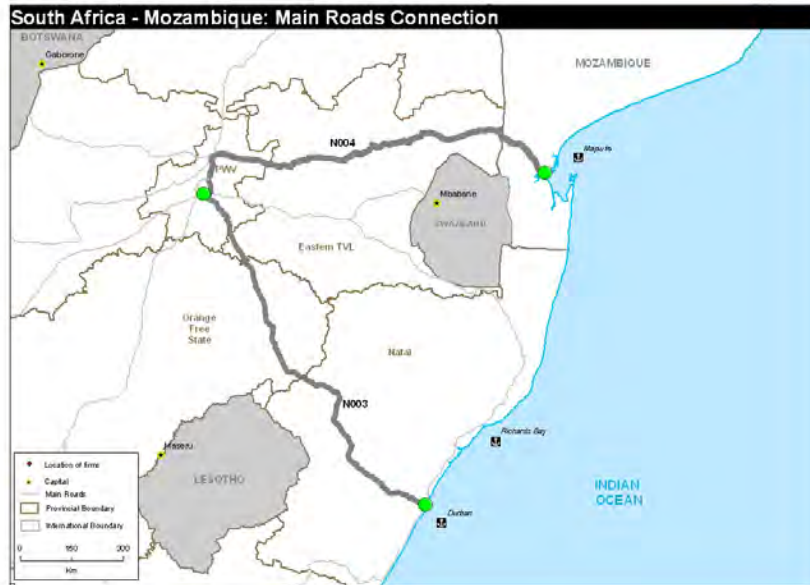 South Africa - Mozambique: Main Roads Connection
BOTSWANA
Gaborone
MOZAMBIQUE
N004
Maputo
PWV
Mbabane
SWAZILAND
Eastern TVL
Orange
Free
State
Natal
N003
Richards Bay
Maseru
LESOTHO
Durban
INDIAN
OCEAN
Location of firms
Capital
Main Roads
Provincial Boundary
International Boundary
0 150 300
Km